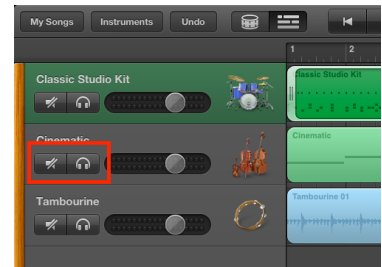 My Songs Instruments Undo
1 2
Classic Studio Kit
Classic Studio Kit
Cinematic
Cinematic
Tambourine
Tambourine 01